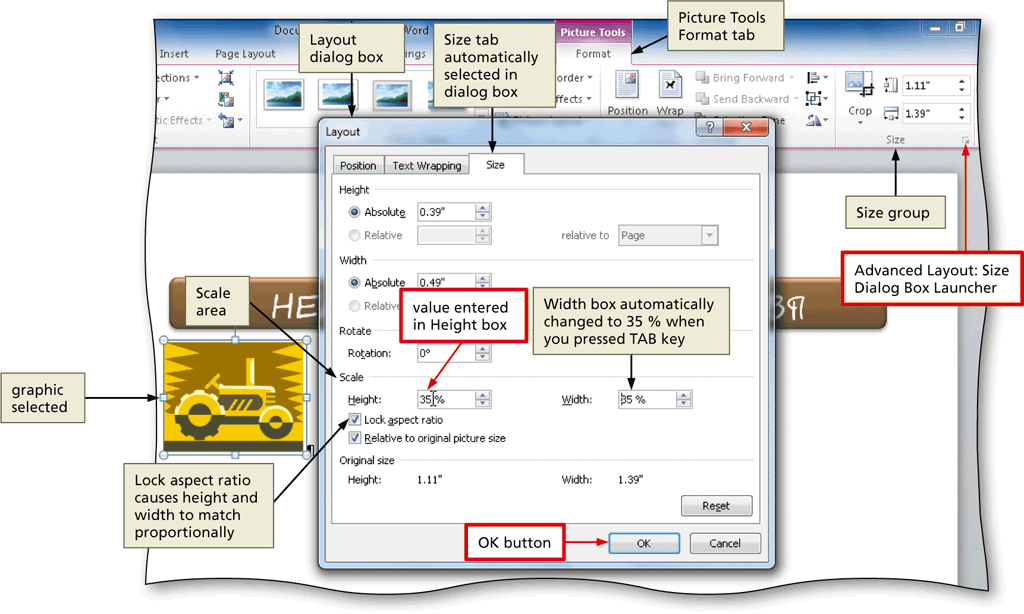 Picture Tools
Format tab
Layout
dialog box
Size tab
automatically
selected in
dialog box
Word
Picture Tools
Insert
Page Layout
Format
Bring Forward
Send Backward
Position
Wrap
Crop
1.11"
1.39"
Size
Effects
Layout
Position
Text Wrapping
Size
Height
Absolute
0.39"
Relative
relative to
Page
Width
Absolute
0.49"
Relative
Rotate
Rotation:
0°
Scale
Height:
35 %
Width:
35 %
Lock aspect ratio
Relative to original picture size
Original size
Height:
1.11"
Width:
1.39"
Reset
OK
Cancel
Size group
Advanced Layout: Size
Dialog Box Launcher
Scale
area
value entered
in Height box
Width box automatically
changed to 35 % when
you pressed TAB key
graphic
selected
Lock aspect ratio
causes height and
width to match
proportionally
OK button